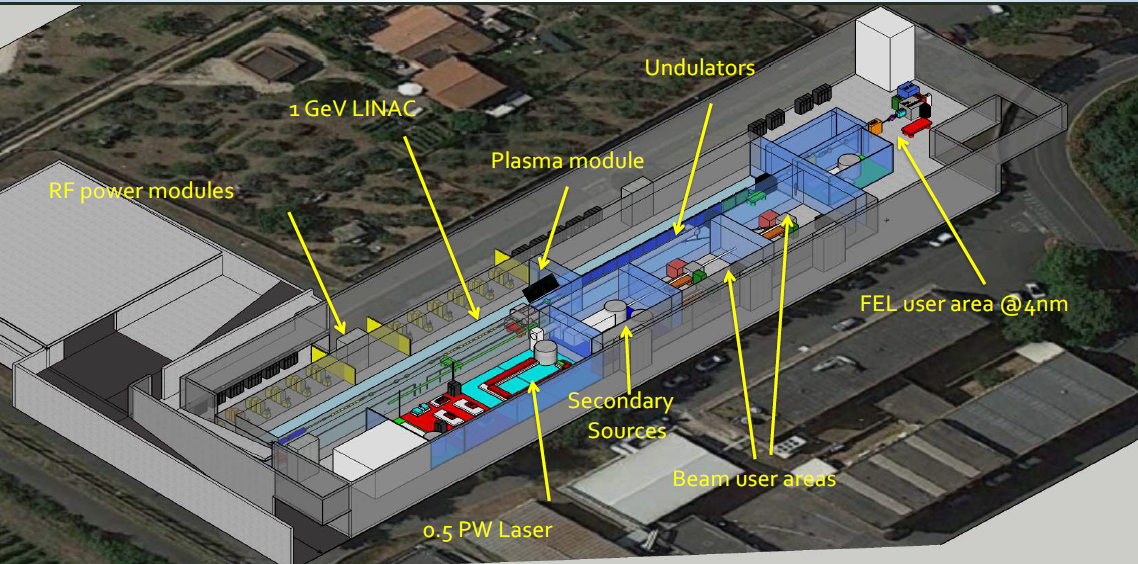 Undulators
1 GeV LINAC
Plasma module
RF power modules
FEL user area @4nm
Secondary
Sources
Beam user areas
0.5 PW Laser